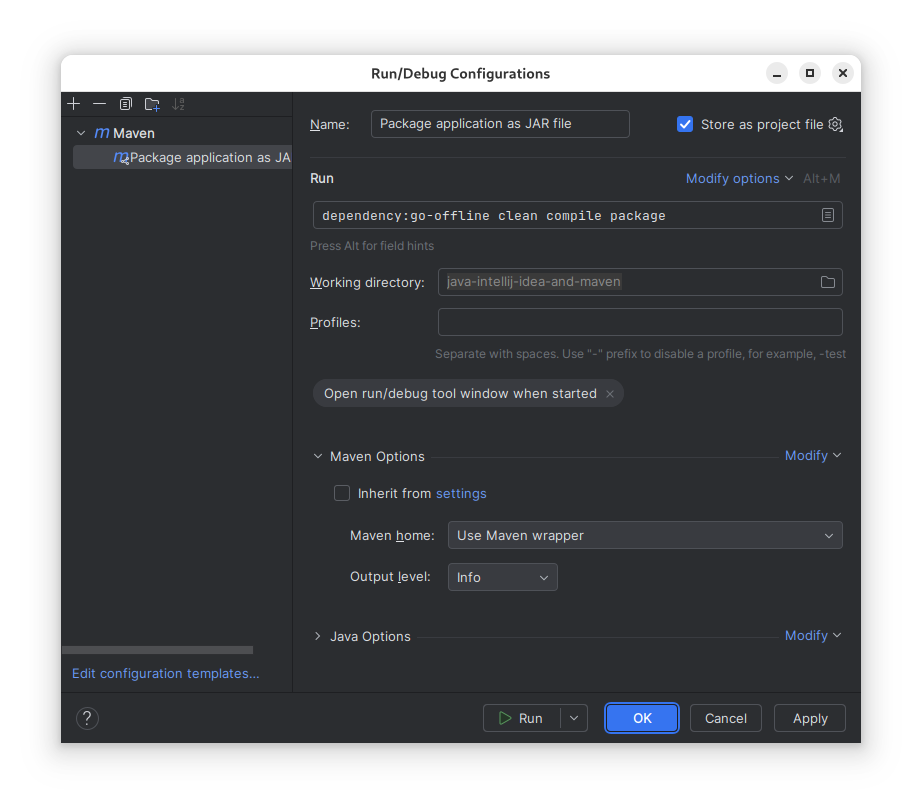 Run/Debug Configurations
Maven
Package application as JA
Edit configuration templates...
Name:
Package application as JAR file
Store as project file
Run
Modify options
Alt+M
dependency:go-offline clean compile package
Press Alt for field hints
Working directory:
java-intellij-idea-and-maven
Profiles:
Separate with spaces. Use "-" prefix to disable a profile, for example, -test
Open run/debug tool window when started
Maven Options
Modify
Inherit from settings
Maven home:
Use Maven wrapper
Output level:
Info
Java Options
Modify
?
Run
OK
Cancel
Apply